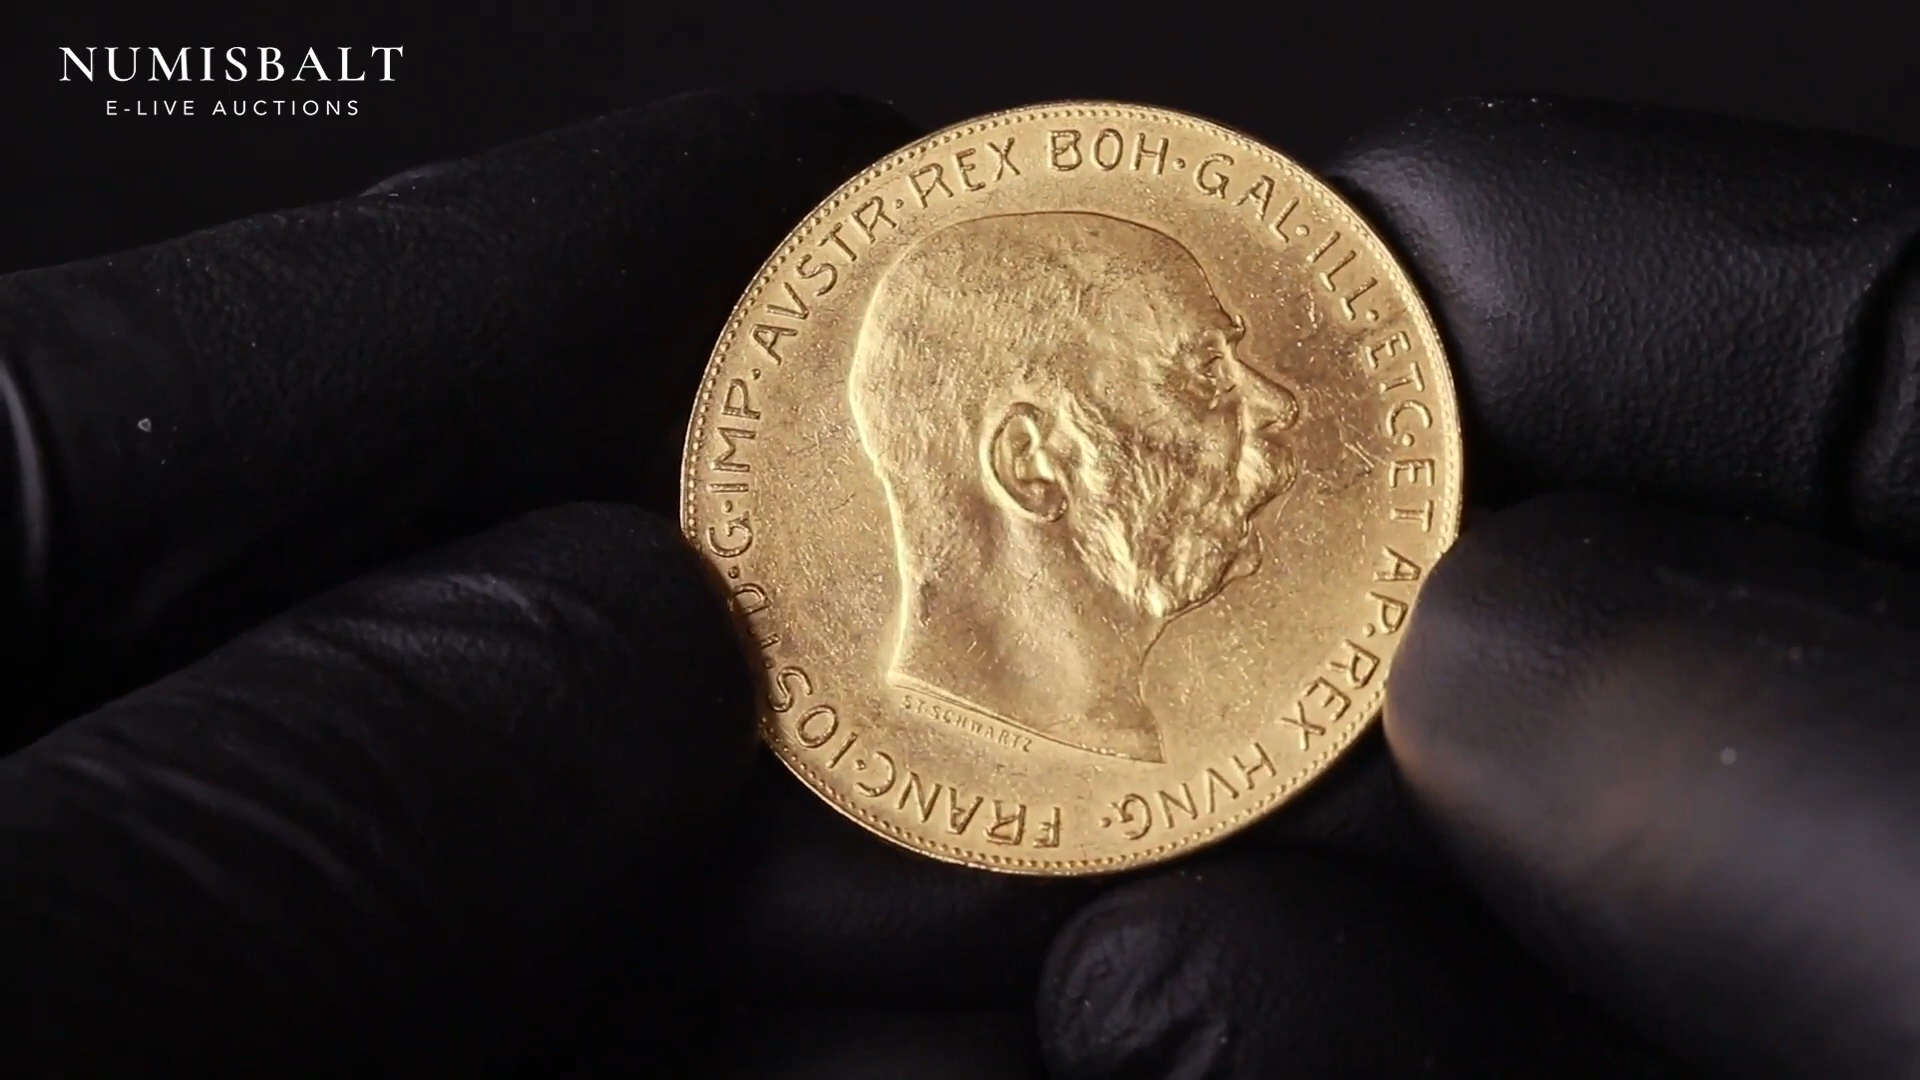 NUMISBALT
E-LIVE AUCTIONS
FRANC·IOS·I·D·G·IMP·AVSTR·REX BOH·GAL·ILL·ETC·ET AP·REX HVNG·
ST·SCHWARTZ